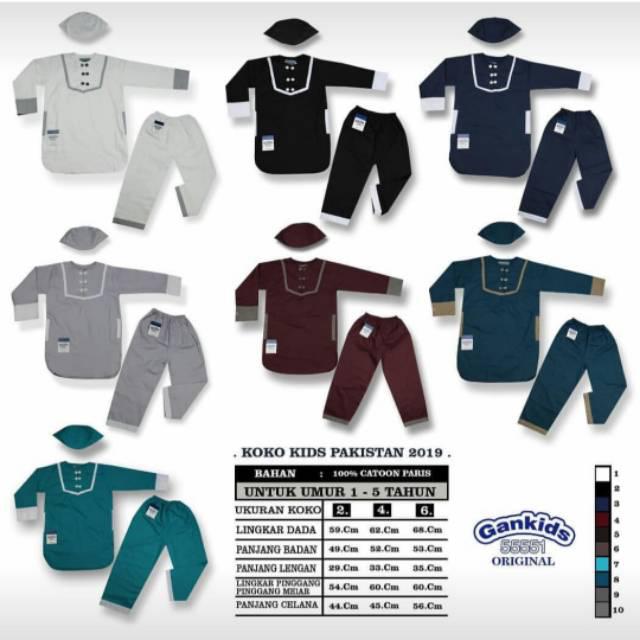 . KOKO KIDS PAKISTAN 2019 .
BAHAN : 100% CATOON PARIS
UNTUK UMUR 1 - 5 TAHUN
UKURAN KOKO 2. 4. 6.
LINGKAR DADA 59.Cm 62.Cm 68.Cm
PANJANG BADAN 49.Cm 52.Cm 53.Cm
PANJANG LENGAN 29.Cm 33.Cm 35.Cm
LINGKAR PINGGANG
PINGGANG MELAR 54.Cm 60.Cm 60.Cm
PANJANG CELANA 44.Cm 45.Cm 56.Cm
Gankids
55551
ORIGINAL
1
2
3
4
5
6
7
8
9
10